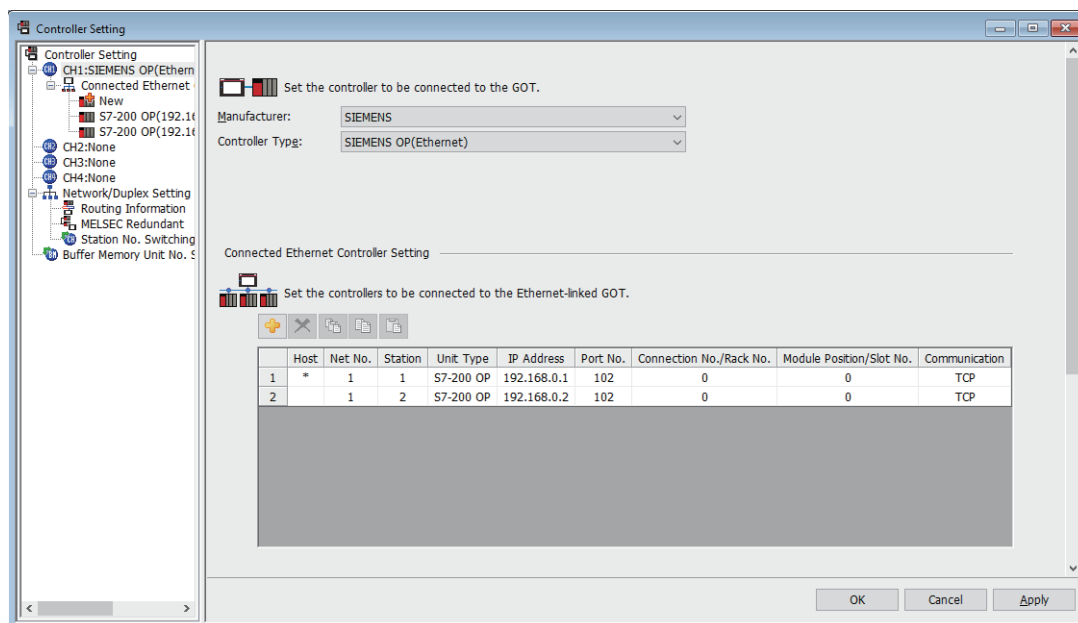 Controller Setting
Controller Setting
CH1:SIEMENS OP(Ethern
Connected Ethernet
New
S7-200 OP(192.16
S7-200 OP(192.16
CH2:None
CH3:None
CH4:None
Network/Duplex Setting
Routing Information
MELSEC Redundant
Station No. Switching
Buffer Memory Unit No. S
Set the controller to be connected to the GOT.
Manufacturer: SIEMENS
Controller Type: SIEMENS OP(Ethernet)
Connected Ethernet Controller Setting
Set the controllers to be connected to the Ethernet-linked GOT.
Host Net No. Station Unit Type IP Address Port No. Connection No./Rack No. Module Position/Slot No. Communication
1 * 1 1 S7-200 OP 192.168.0.1 102 0 0 TCP
2 1 2 S7-200 OP 192.168.0.2 102 0 0 TCP
OK Cancel Apply